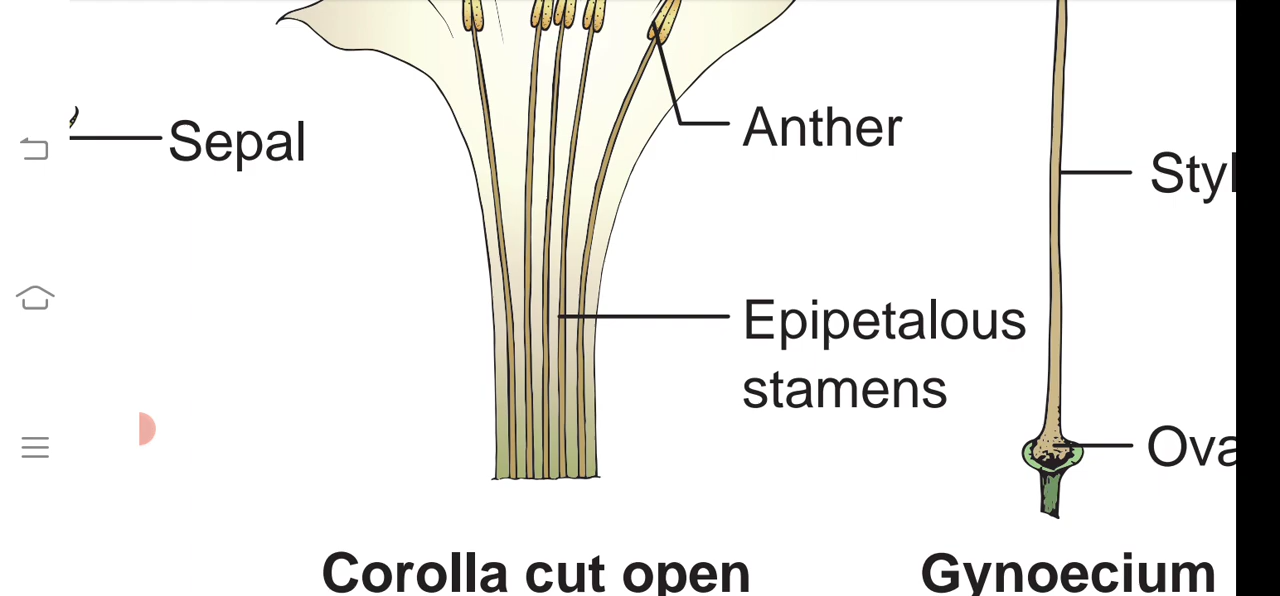 Sepal
Anther
Epipetalous
stamens
Corolla cut open
Gynoecium